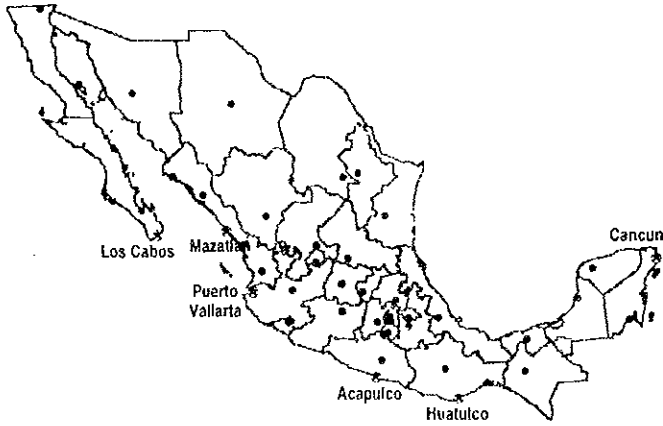 Cancun
Los Cabos
Mazatlan
Puerto
Vallarta
Acapulco
Huatulco